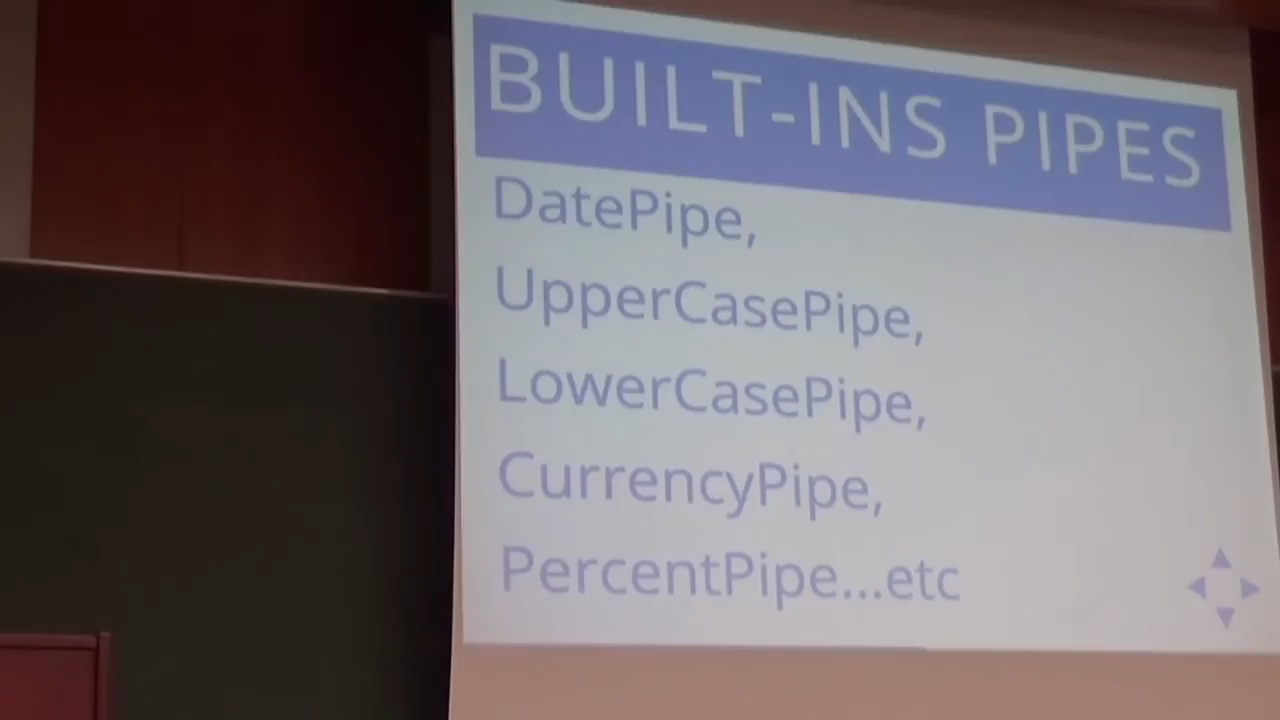 BUILT-INS PIPES
DatePipe,
UpperCasePipe,
LowerCasePipe,
CurrencyPipe,
PercentPipe...etc